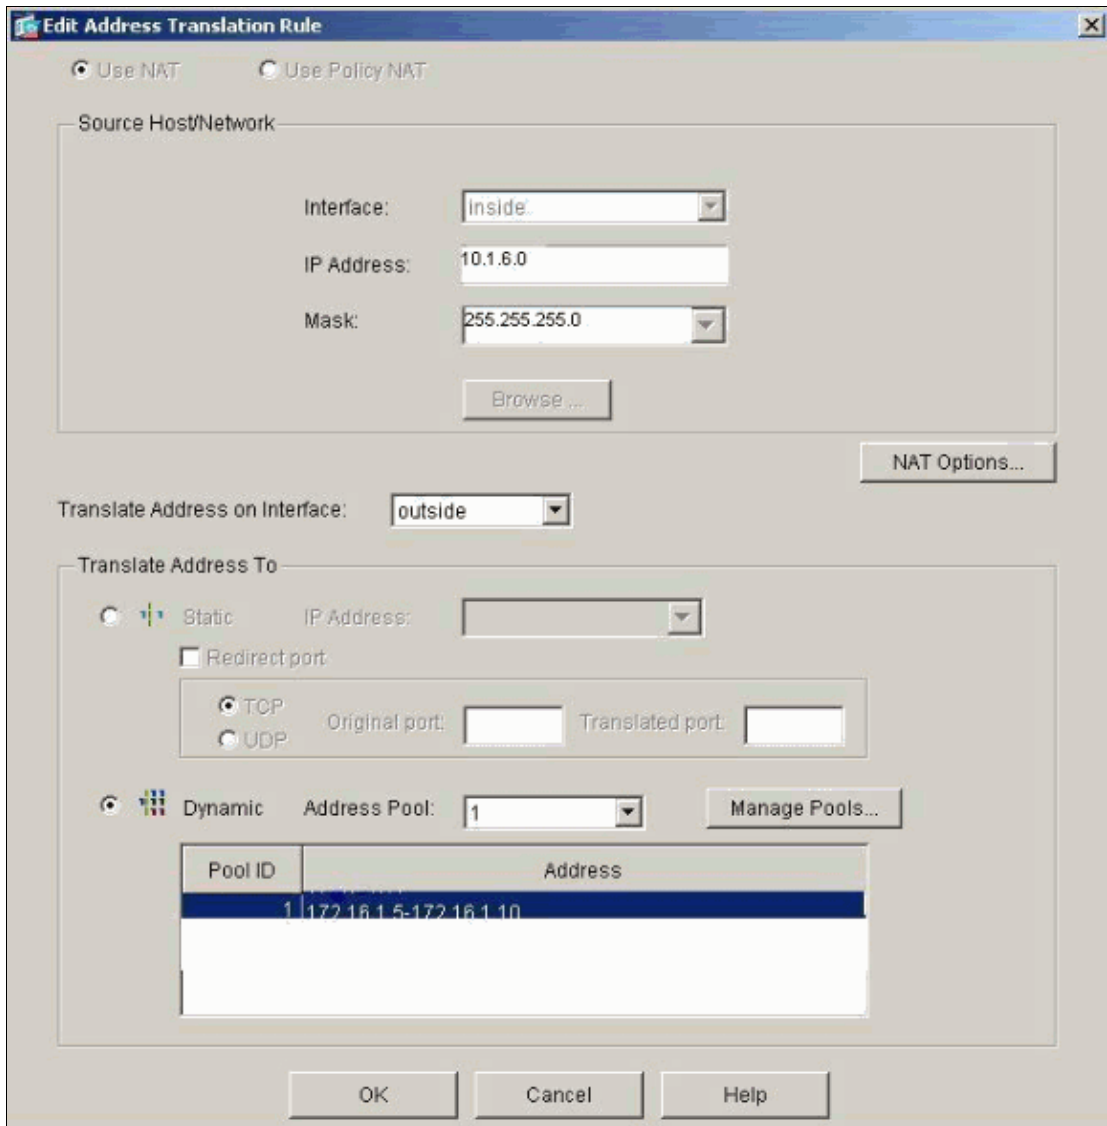 Edit Address Translation Rule
Use NAT Use Policy NAT
Source Host/Network
Interface: inside
IP Address: 10.1.6.0
Mask: 255.255.255.0
Browse ...
NAT Options...
Translate Address on Interface: outside
Translate Address To
Static IP Address:
Redirect port
TCP Original port: Translated port:
UDP
Dynamic Address Pool: 1 Manage Pools...
Pool ID Address
1 172.16.1.5-172.16.1.10
OK Cancel Help